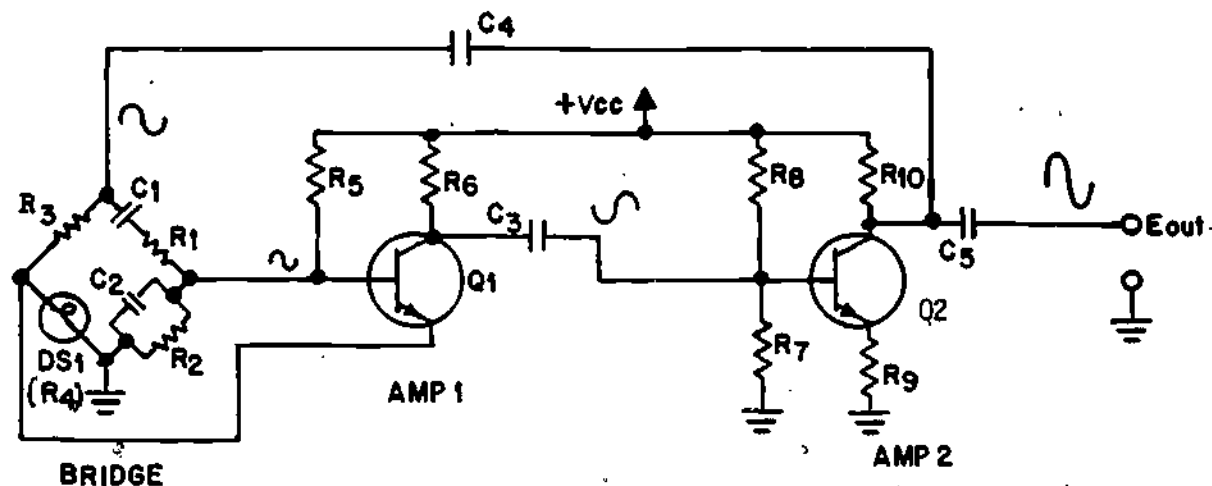 C4
+Vcc
C1
R3
R5
R6
R8
R10
C3
R1
C5
Eout
C2
Q1
Q2
R2
DS1
(R4)
R7
R9
AMP 1
AMP 2
BRIDGE